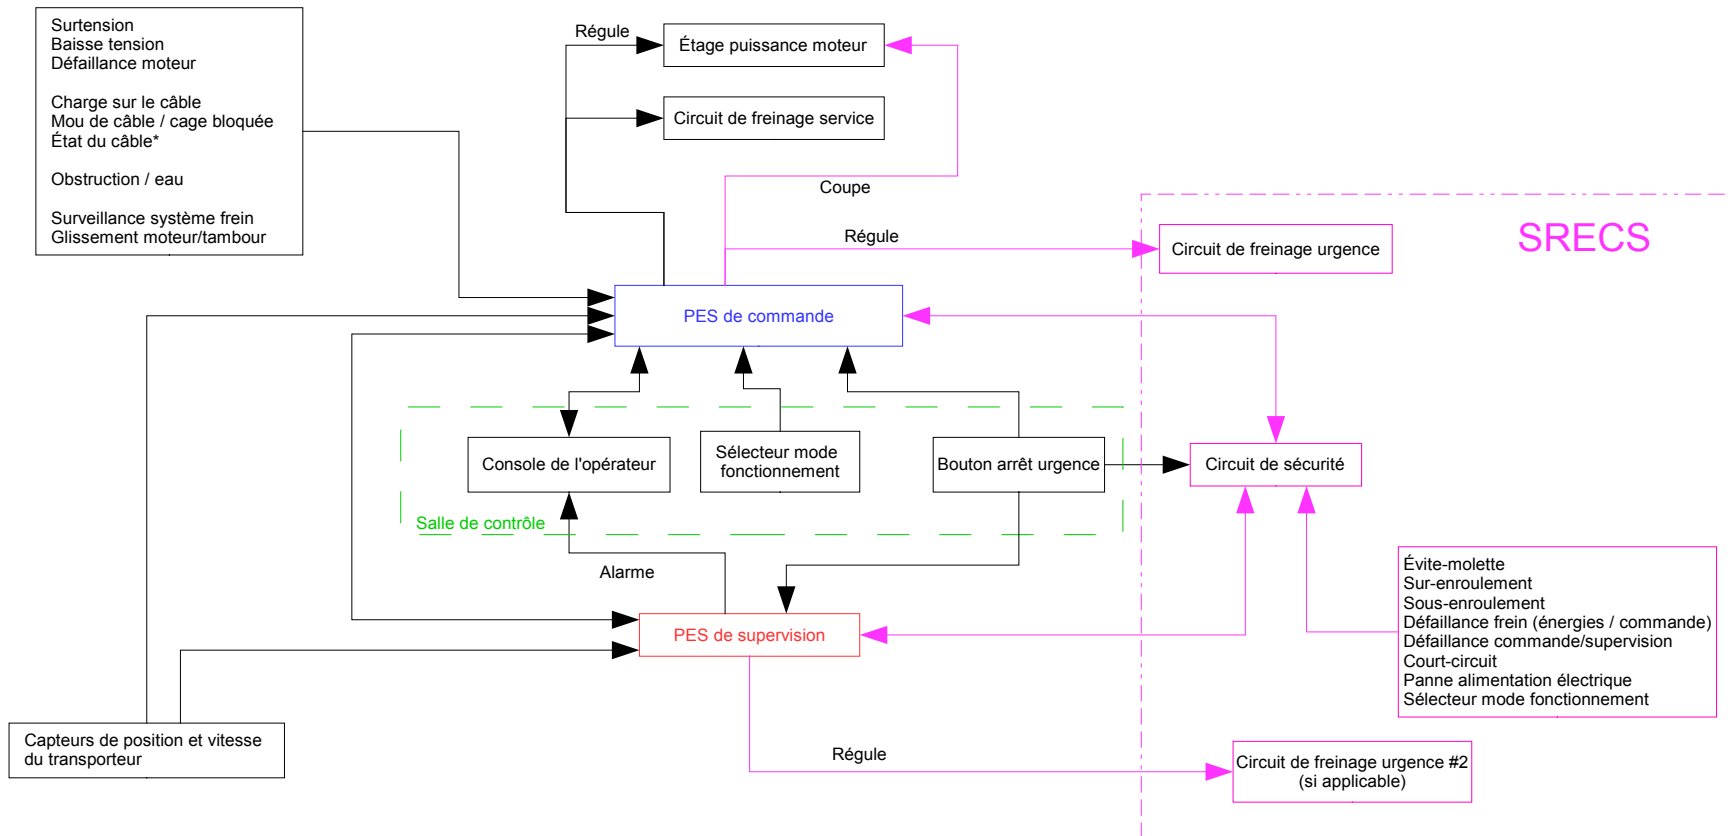 Surtension
Baisse tension
Défaillance moteur
Charge sur le câble
Mou de câble / cage bloquée
État du câble*
Obstruction / eau
Surveillance système frein
Glissement moteur/tambour
Régule
Étage puissance moteur
Circuit de freinage service
Coupe
Régule
Circuit de freinage urgence
SRECS
PES de commande
Console de l'opérateur
Sélecteur mode
fonctionnement
Bouton arrêt urgence
Circuit de sécurité
Salle de contrôle
Alarme
PES de supervision
Évite-molette
Sur-enroulement
Sous-enroulement
Défaillance frein (énergies / commande)
Défaillance commande/supervision
Court-circuit
Panne alimentation électrique
Sélecteur mode fonctionnement
Capteurs de position et vitesse
du transporteur
Régule
Circuit de freinage urgence #2
(si applicable)